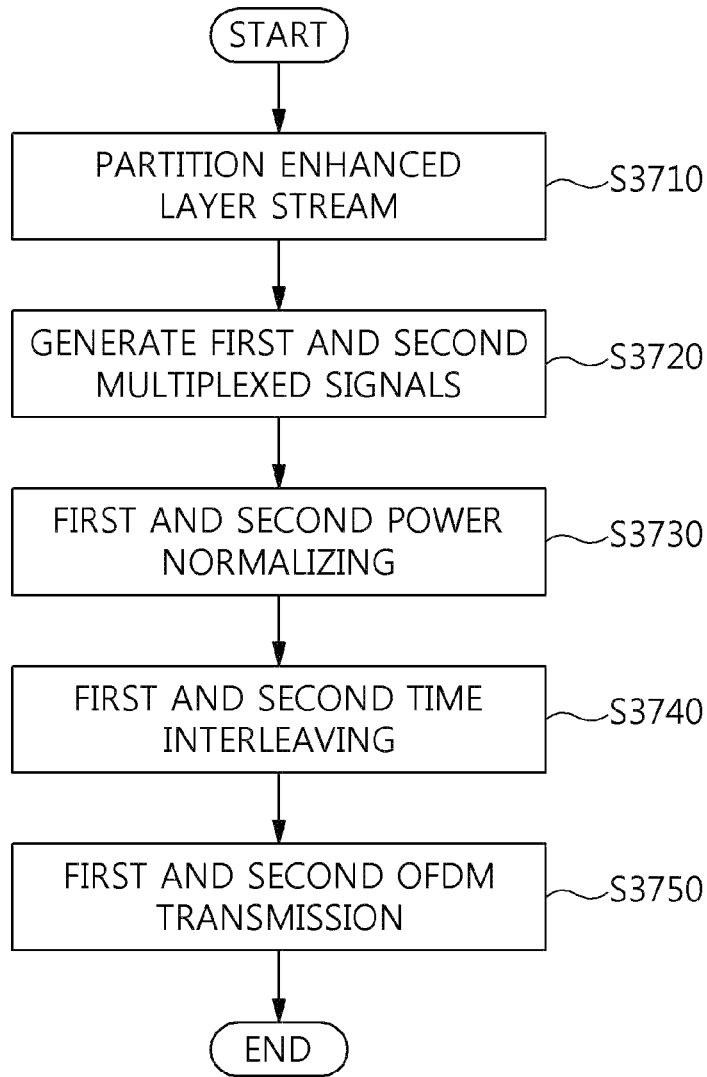 START
PARTITION ENHANCED
LAYER STREAM
S3710
GENERATE FIRST AND SECOND
MULTIPLEXED SIGNALS
S3720
FIRST AND SECOND POWER
NORMALIZING
S3730
FIRST AND SECOND TIME
INTERLEAVING
S3740
FIRST AND SECOND OFDM
TRANSMISSION
S3750
END